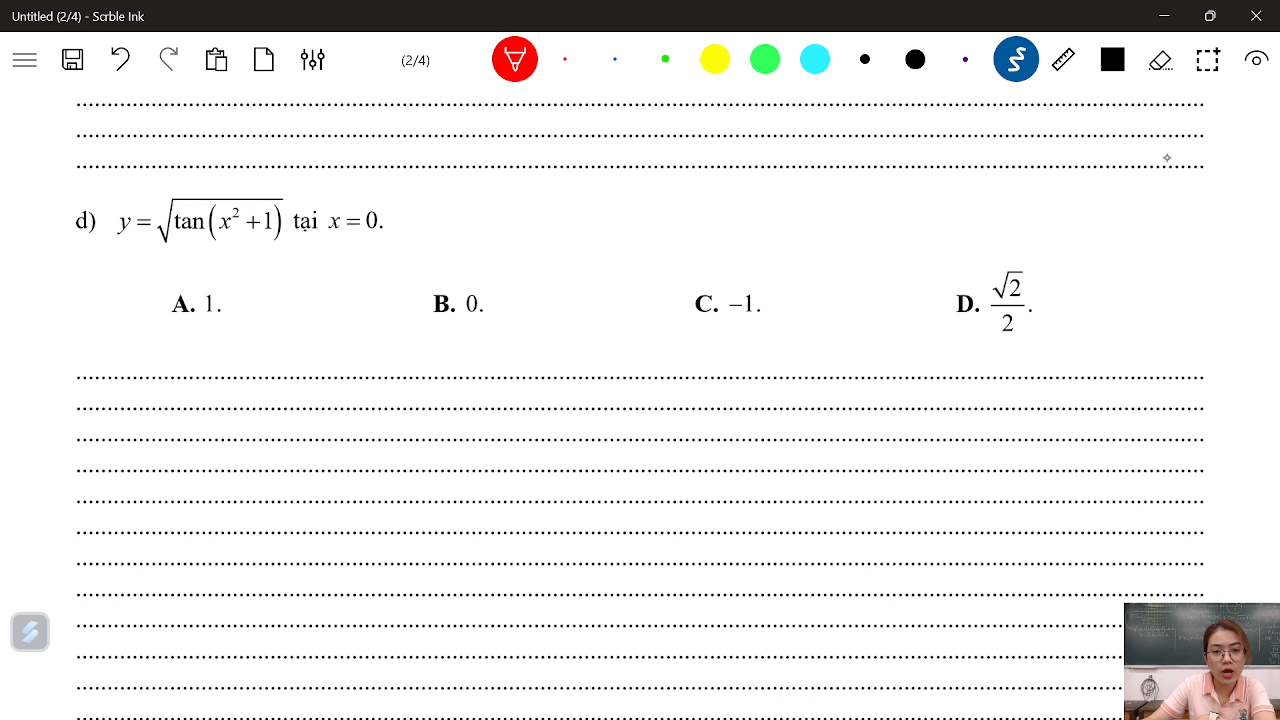 Untitled (2/4) - Scrble Ink
(2/4)
d) y = √tan(x² + 1) tại x = 0.
A. 1. B. 0. C. –1. D. √2/2.